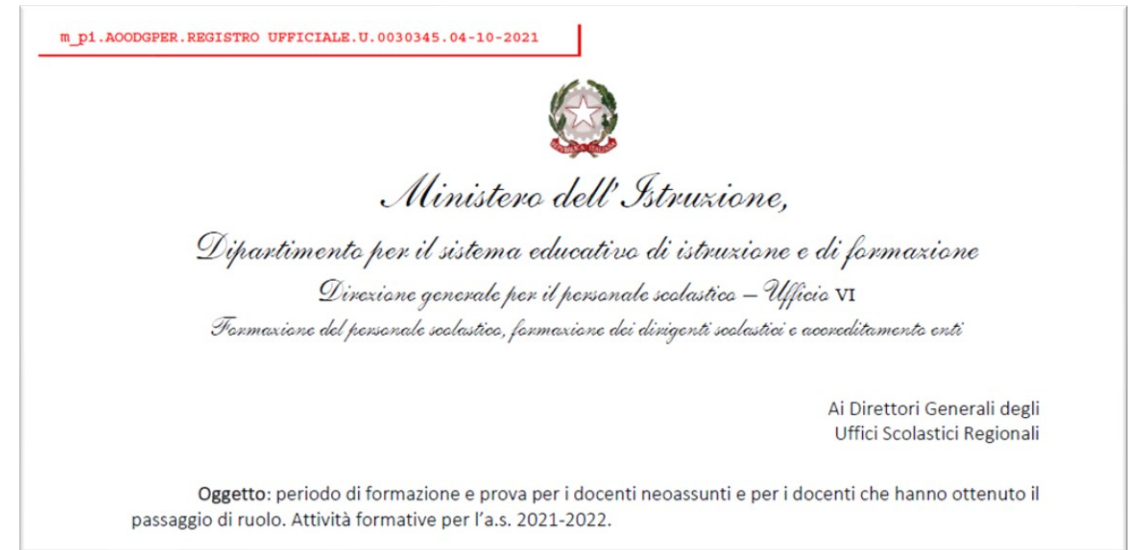 m_p1.AOODGPER.REGISTRO UFFICIALE.U.0030345.04-10-2021
Ministero dell'Istruzione,
Dipartimento per il sistema educativo di istruzione e di formazione
Direzione generale per il personale scolastico – Ufficio VI
Formazione del personale scolastico, formazione dei dirigenti scolastici e accreditamento enti
Ai Direttori Generali degli
Uffici Scolastici Regionali
Oggetto: periodo di formazione e prova per i docenti neoassunti e per i docenti che hanno ottenuto il
passaggio di ruolo. Attività formative per l'a.s. 2021-2022.